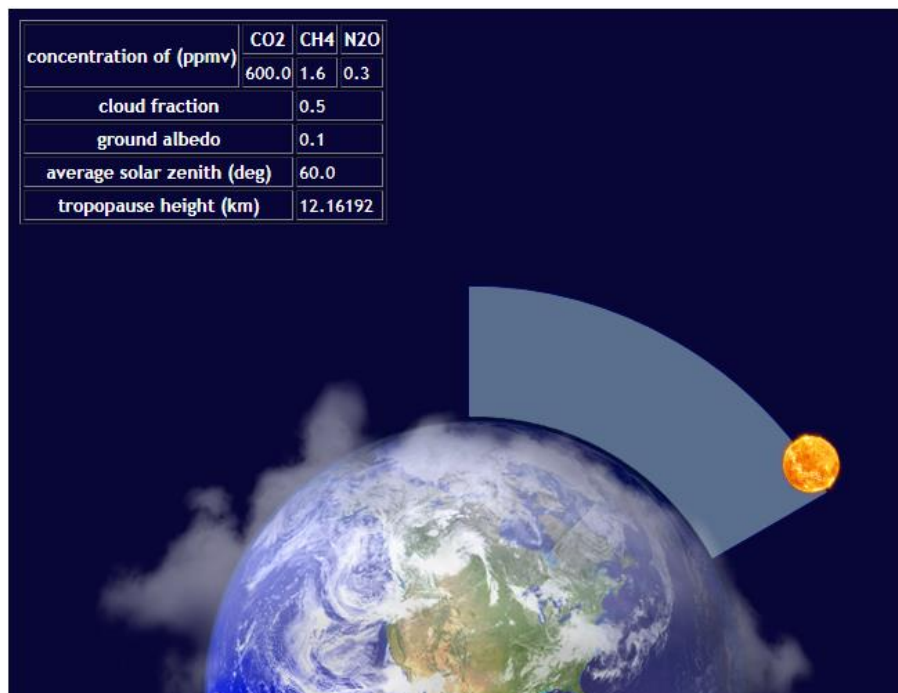 concentration of (ppmv) CO2 CH4 N2O
600.0 1.6 0.3
cloud fraction 0.5
ground albedo 0.1
average solar zenith (deg) 60.0
tropopause height (km) 12.16192